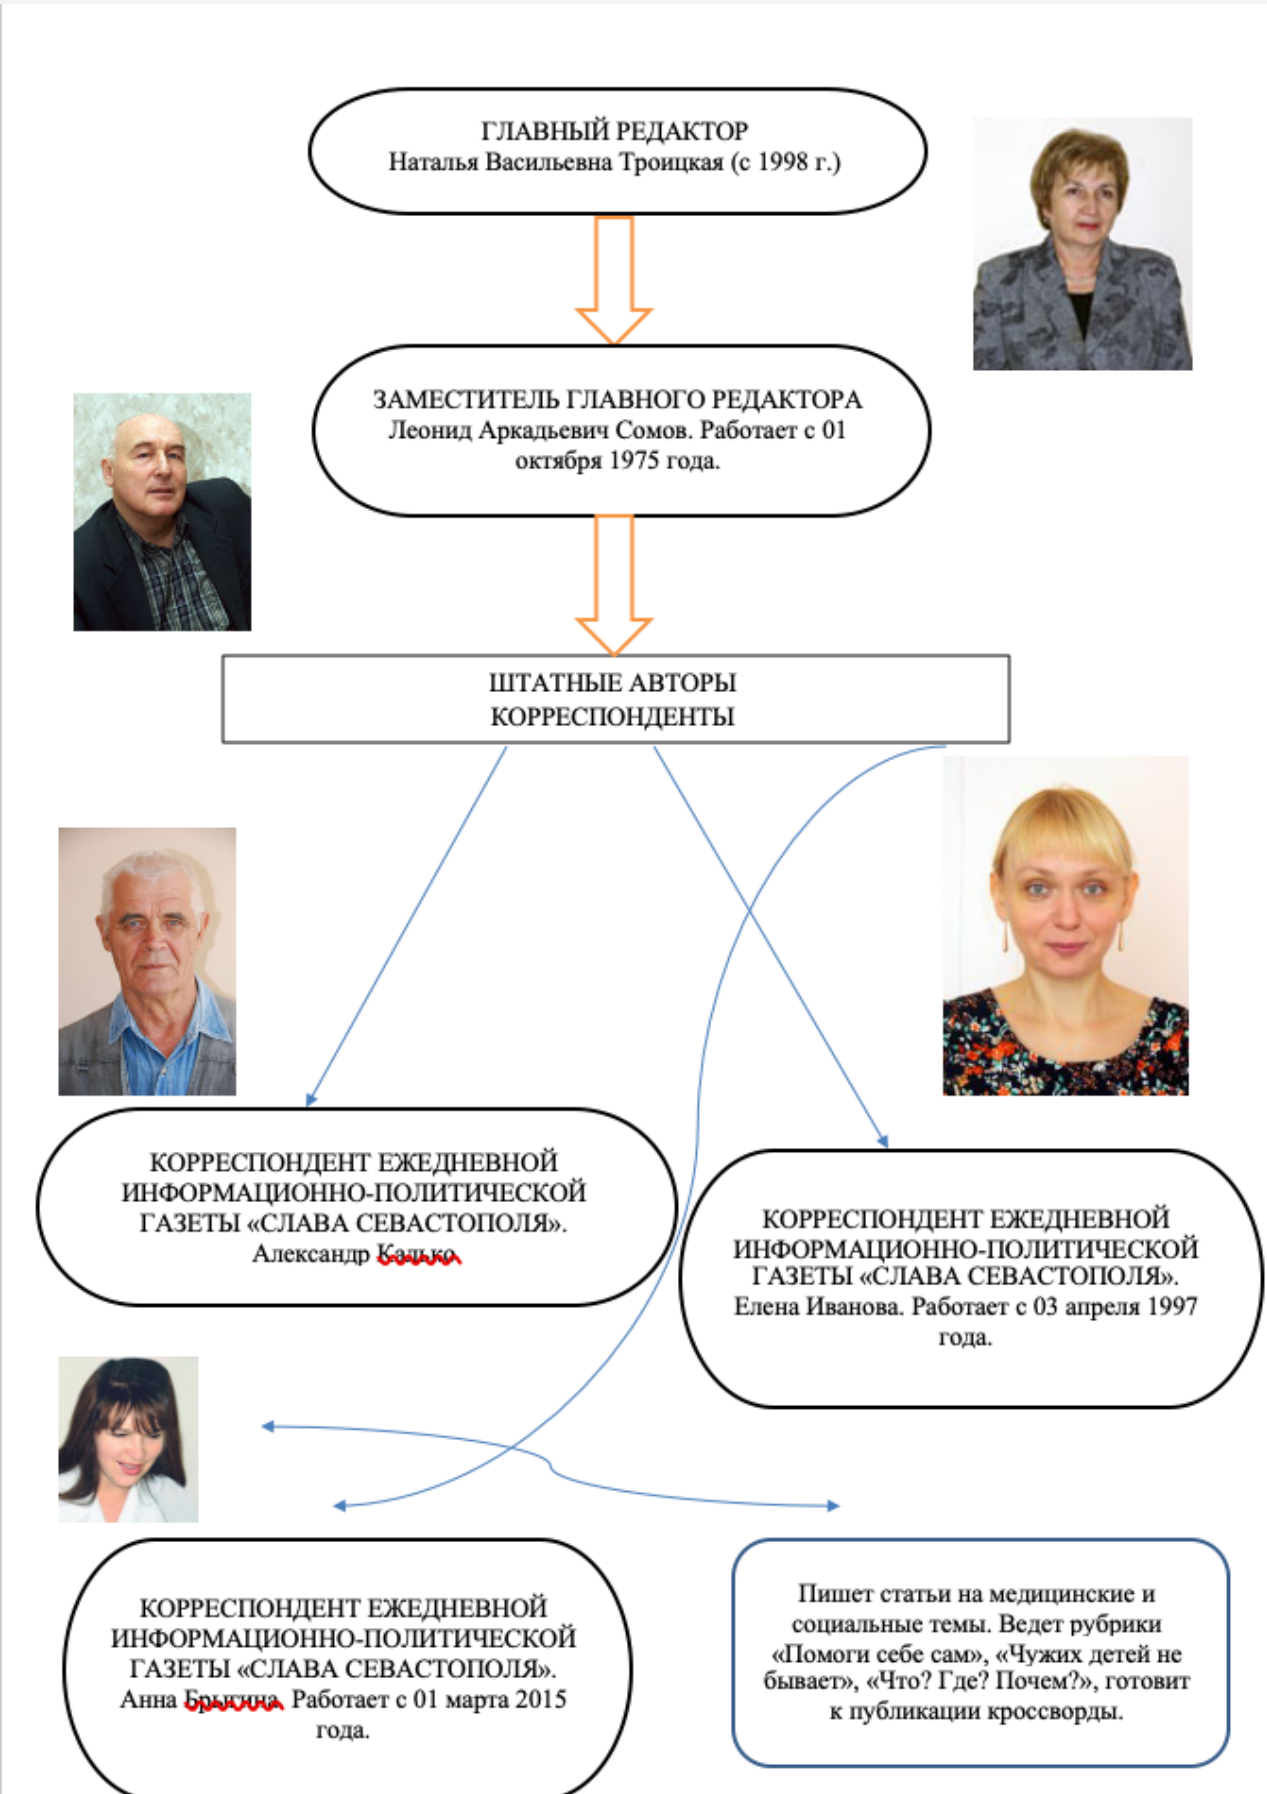 ГЛАВНЫЙ РЕДАКТОР
Наталья Васильевна Троицкая (с 1998 г.)
ЗАМЕСТИТЕЛЬ ГЛАВНОГО РЕДАКТОРА
Леонид Аркадьевич Сомов. Работает с 01
октября 1975 года.
ШТАТНЫЕ АВТОРЫ
КОРРЕСПОНДЕНТЫ
КОРРЕСПОНДЕНТ ЕЖЕДНЕВНОЙ
ИНФОРМАЦИОННО-ПОЛИТИЧЕСКОЙ
ГАЗЕТЫ «СЛАВА СЕВАСТОПОЛЯ».
Александр Калько.
КОРРЕСПОНДЕНТ ЕЖЕДНЕВНОЙ
ИНФОРМАЦИОННО-ПОЛИТИЧЕСКОЙ
ГАЗЕТЫ «СЛАВА СЕВАСТОПОЛЯ».
Елена Иванова. Работает с 03 апреля 1997
года.
КОРРЕСПОНДЕНТ ЕЖЕДНЕВНОЙ
ИНФОРМАЦИОННО-ПОЛИТИЧЕСКОЙ
ГАЗЕТЫ «СЛАВА СЕВАСТОПОЛЯ».
Анна Брыгина. Работает с 01 марта 2015
года.
Пишет статьи на медицинские и
социальные темы. Ведет рубрики
«Помоги себе сам», «Чужих детей не
бывает», «Что? Где? Почем?», готовит
к публикации кроссворды.